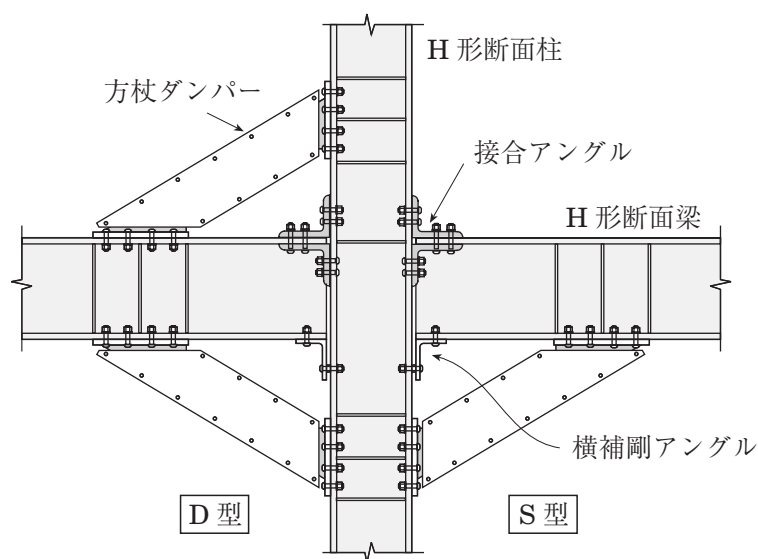 H 形断面柱
方杖ダンパー
接合アングル
H 形断面梁
横補剛アングル
D 型
S 型